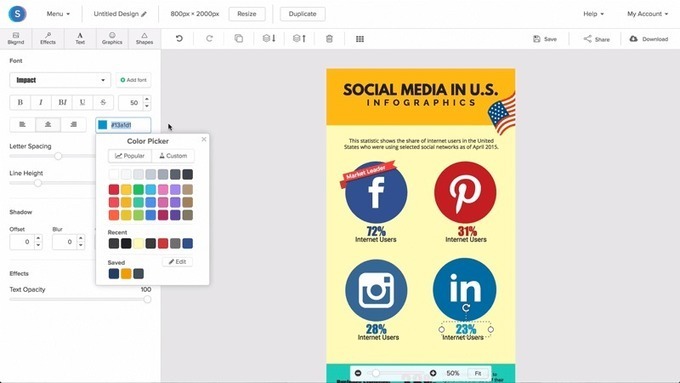 S
Menu
Untitled Design
800px × 2000px
Resize
Duplicate
Help
My Account
Bkgrnd
Effects
Text
Graphics
Shapes
Save
Share
Download
Font
Impact
Add font
B I BI U S
50
#13a1d1
Letter Spacing
Line Height
Color Picker
Popular
Custom
Recent
Saved
Edit
Shadow
Offset
Blur
0
0
Effects
Text Opacity
100
SOCIAL MEDIA IN U.S.
INFOGRAPHICS
This statistic shows the share of internet users in the United
States who were using selected social networks as of April 2015.
Market Leader
f
72%
Internet Users
31%
Internet Users
28%
Internet Users
in
23%
Internet Users
50%
Fit